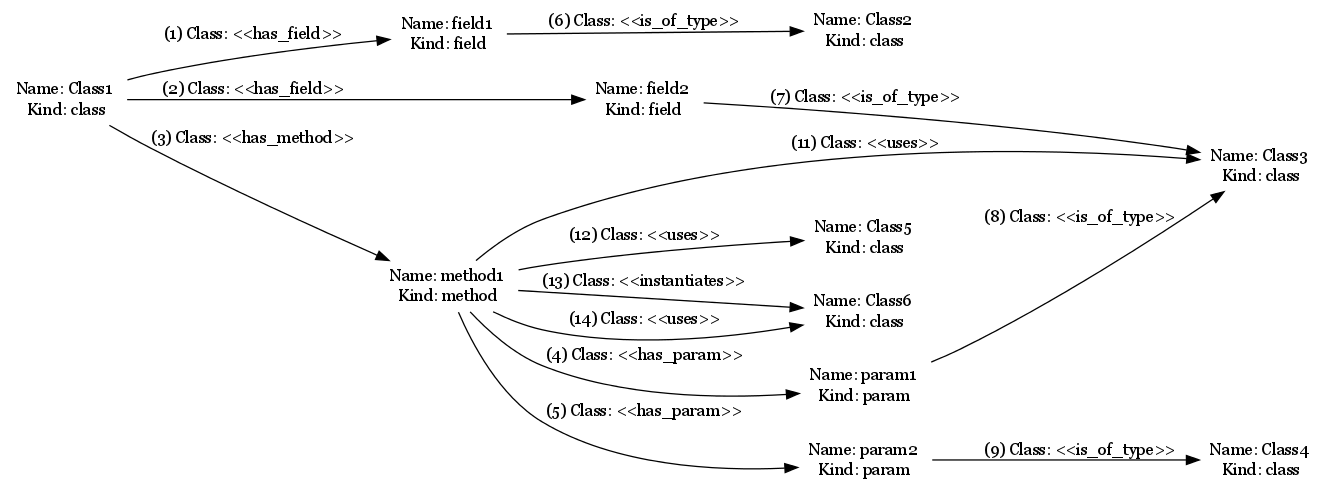 (1) Class: <<has_field>>
Name: field1
Kind: field
(6) Class: <<is_of_type>>
Name: Class2
Kind: class
Name: Class1
Kind: class
(2) Class: <<has_field>>
Name: field2
Kind: field
(7) Class: <<is_of_type>>
(3) Class: <<has_method>>
(11) Class: <<uses>>
Name: Class3
Kind: class
(8) Class: <<is_of_type>>
(12) Class: <<uses>>
Name: Class5
Kind: class
Name: method1
Kind: method
(13) Class: <<instantiates>>
Name: Class6
Kind: class
(14) Class: <<uses>>
(4) Class: <<has_param>>
Name: param1
Kind: param
(5) Class: <<has_param>>
Name: param2
Kind: param
(9) Class: <<is_of_type>>
Name: Class4
Kind: class